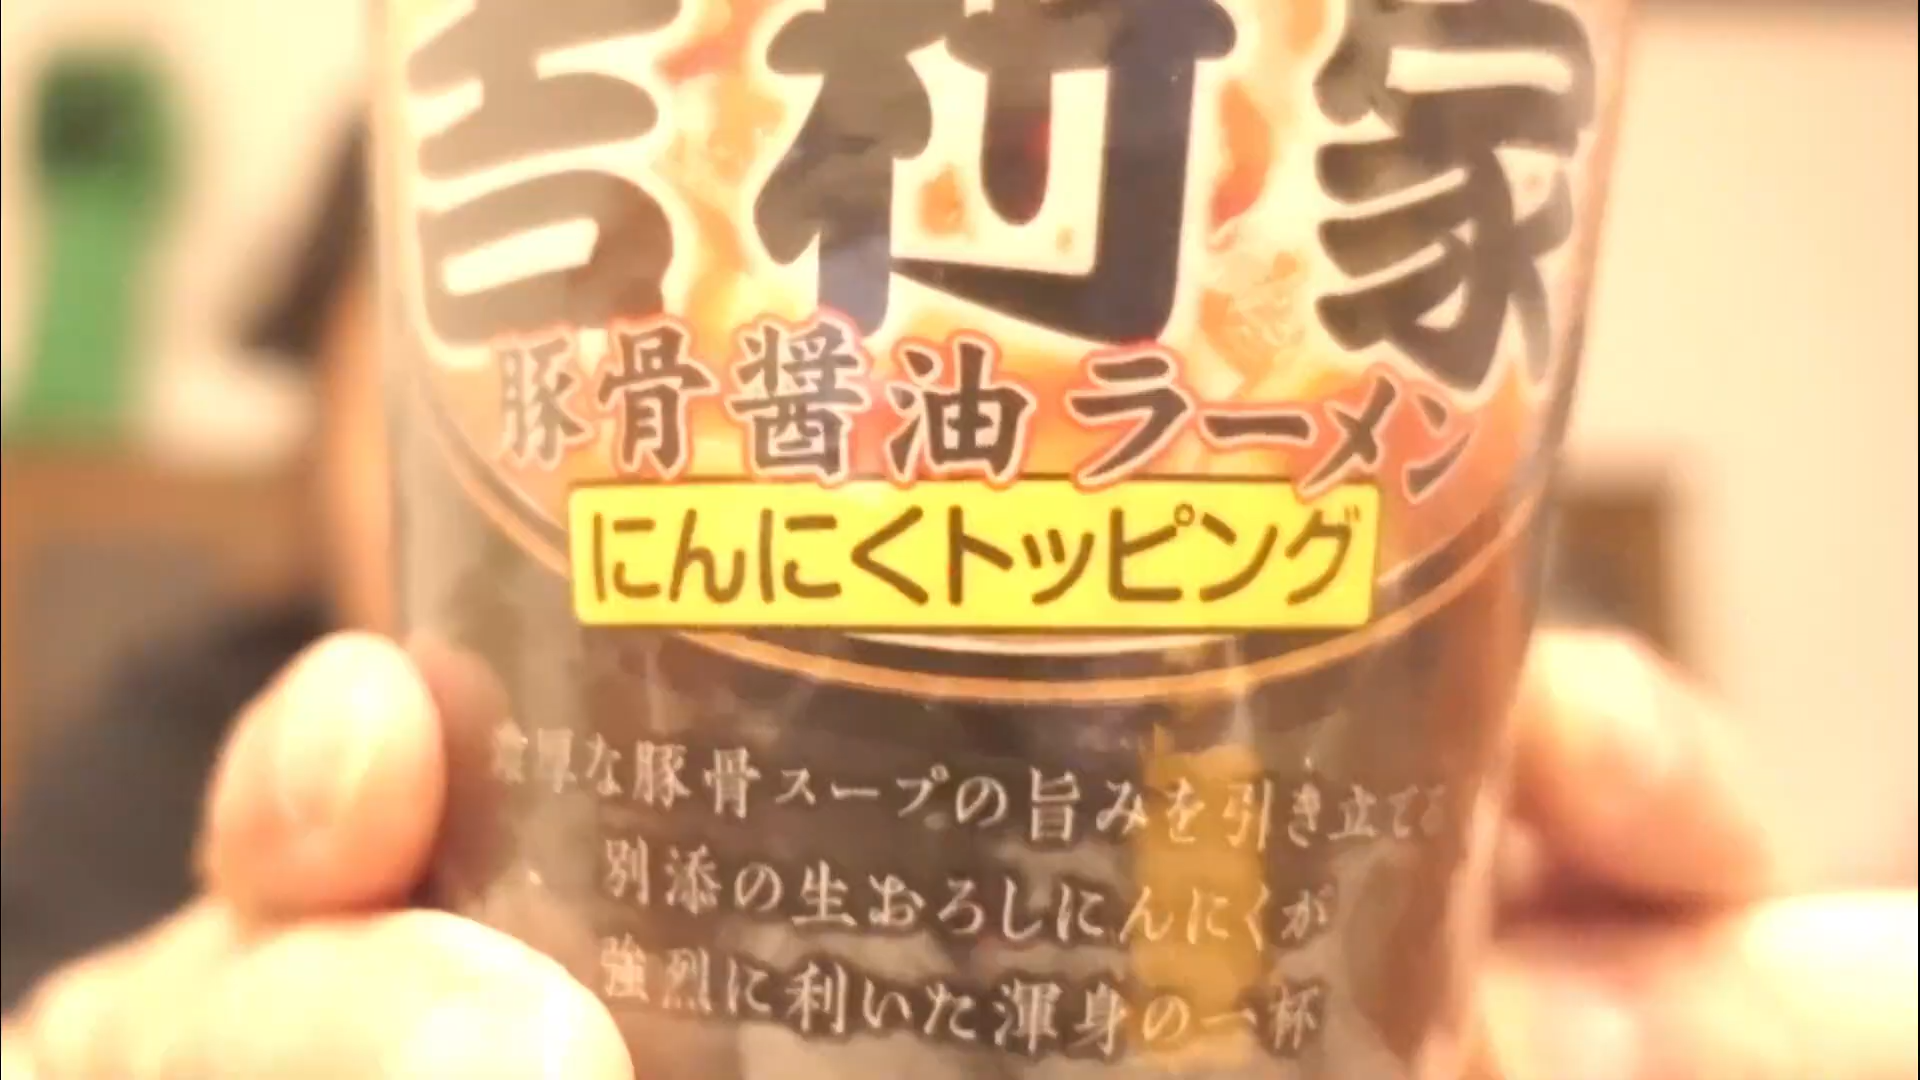 吉村家
豚骨醤油ラーメン
にんにくトッピング
濃厚な豚骨スープの旨みを引き立てる
別添の生おろしにんにくが
強烈に利いた渾身の一杯